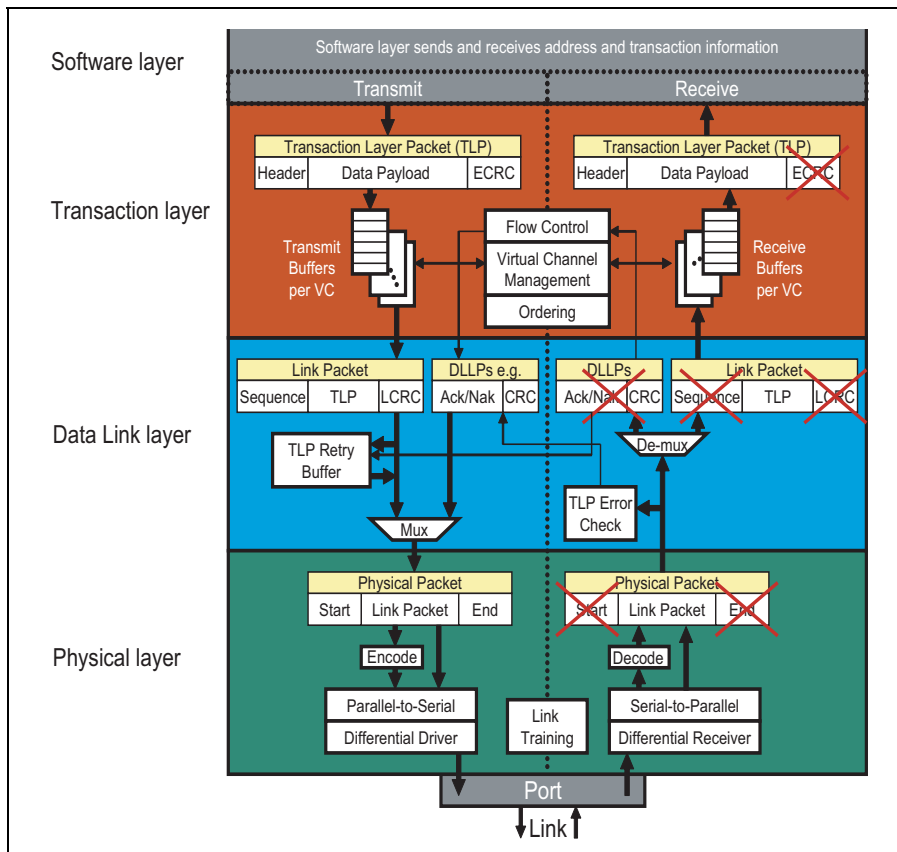 Software layer
Software layer sends and receives address and transaction information
Transmit
Receive
Transaction layer
Transaction Layer Packet (TLP)
Header
Data Payload
ECRC
Transaction Layer Packet (TLP)
Header
Data Payload
ECRC
Transmit
Buffers
per VC
Flow Control
Virtual Channel
Management
Ordering
Receive
Buffers
per VC
Data Link layer
Link Packet
Sequence
TLP
LCRC
DLLPs e.g.
Ack/Nak
CRC
DLLPs
Ack/Nak
CRC
Link Packet
Sequence
TLP
LCRC
TLP Retry
Buffer
De-mux
TLP Error
Check
Mux
Physical layer
Physical Packet
Start
Link Packet
End
Physical Packet
Start
Link Packet
End
Encode
Decode
Parallel-to-Serial
Differential Driver
Link
Training
Serial-to-Parallel
Differential Receiver
Port
Link